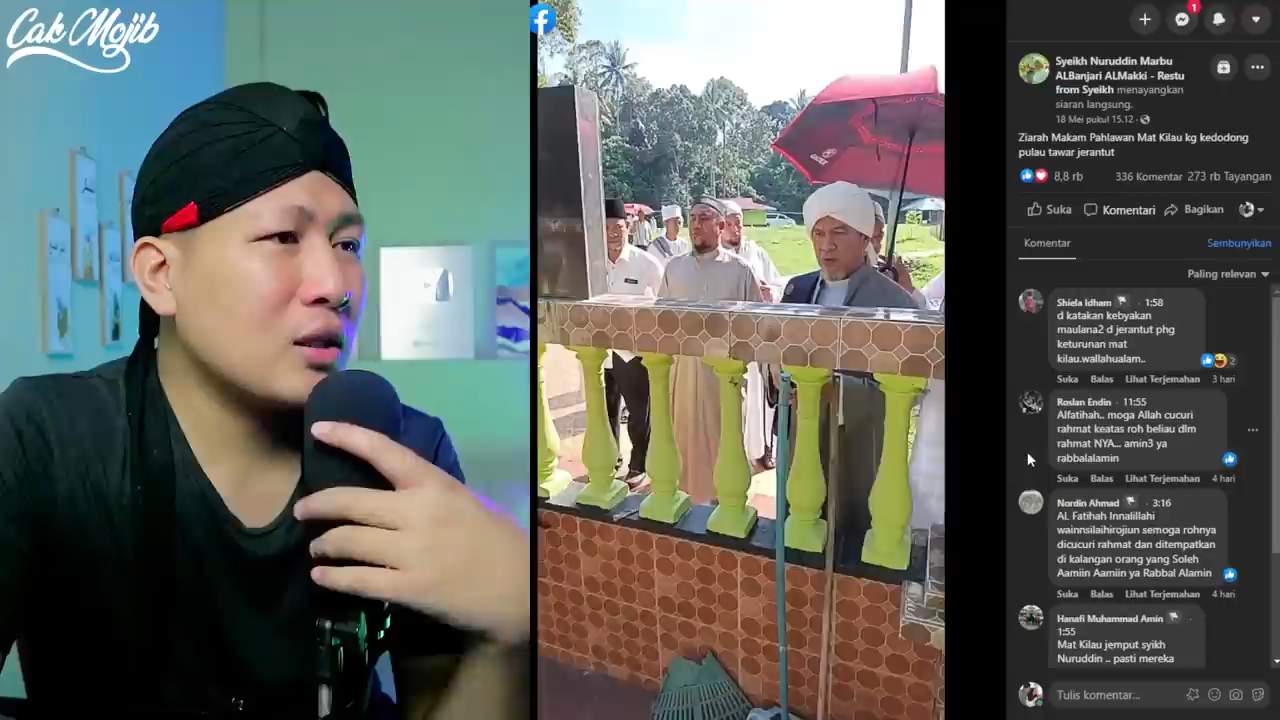 Cak Mojib
1
Syeikh Nuruddin Marbu
ALBanjari ALMakki - Restu
from Syeikh menayangkan
siaran langsung.
18 Mei pukul 15.12 ·
Ziarah Makam Pahlawan Mat Kilau kg kedodong
pulau tawar jerantut
8,8 rb 336 Komentar 273 rb Tayangan
Suka Komentari Bagikan
Komentar Sembunyikan
Paling relevan
Shiela Idham · 1:58
d katakan kebyakan
maulana2 d jerantut phg
keturunan mat
kilau.wallahualam..
2
Suka Balas Lihat Terjemahan 3 hari
Roslan Endin · 11:55
Alfatihah.. moga Allah cucuri
rahmat keatas roh beliau dlm
rahmat NYA... amin3 ya
rabbalalamin
Suka Balas Lihat Terjemahan 4 hari
Nordin Ahmad · 3:16
AL Fatihah Innalillahi
wainnsilaihirojiun semoga rohnya
dicucuri rahmat dan ditempatkan
di kalangan orang yang Soleh
Aamiin Aamiin ya Rabbal Alamin
Suka Balas Lihat Terjemahan 4 hari
Hanafi Muhammad Amin ·
1:55
Mat Kilau jemput syikh
Nuruddin .. pasti mereka
Tulis komentar...